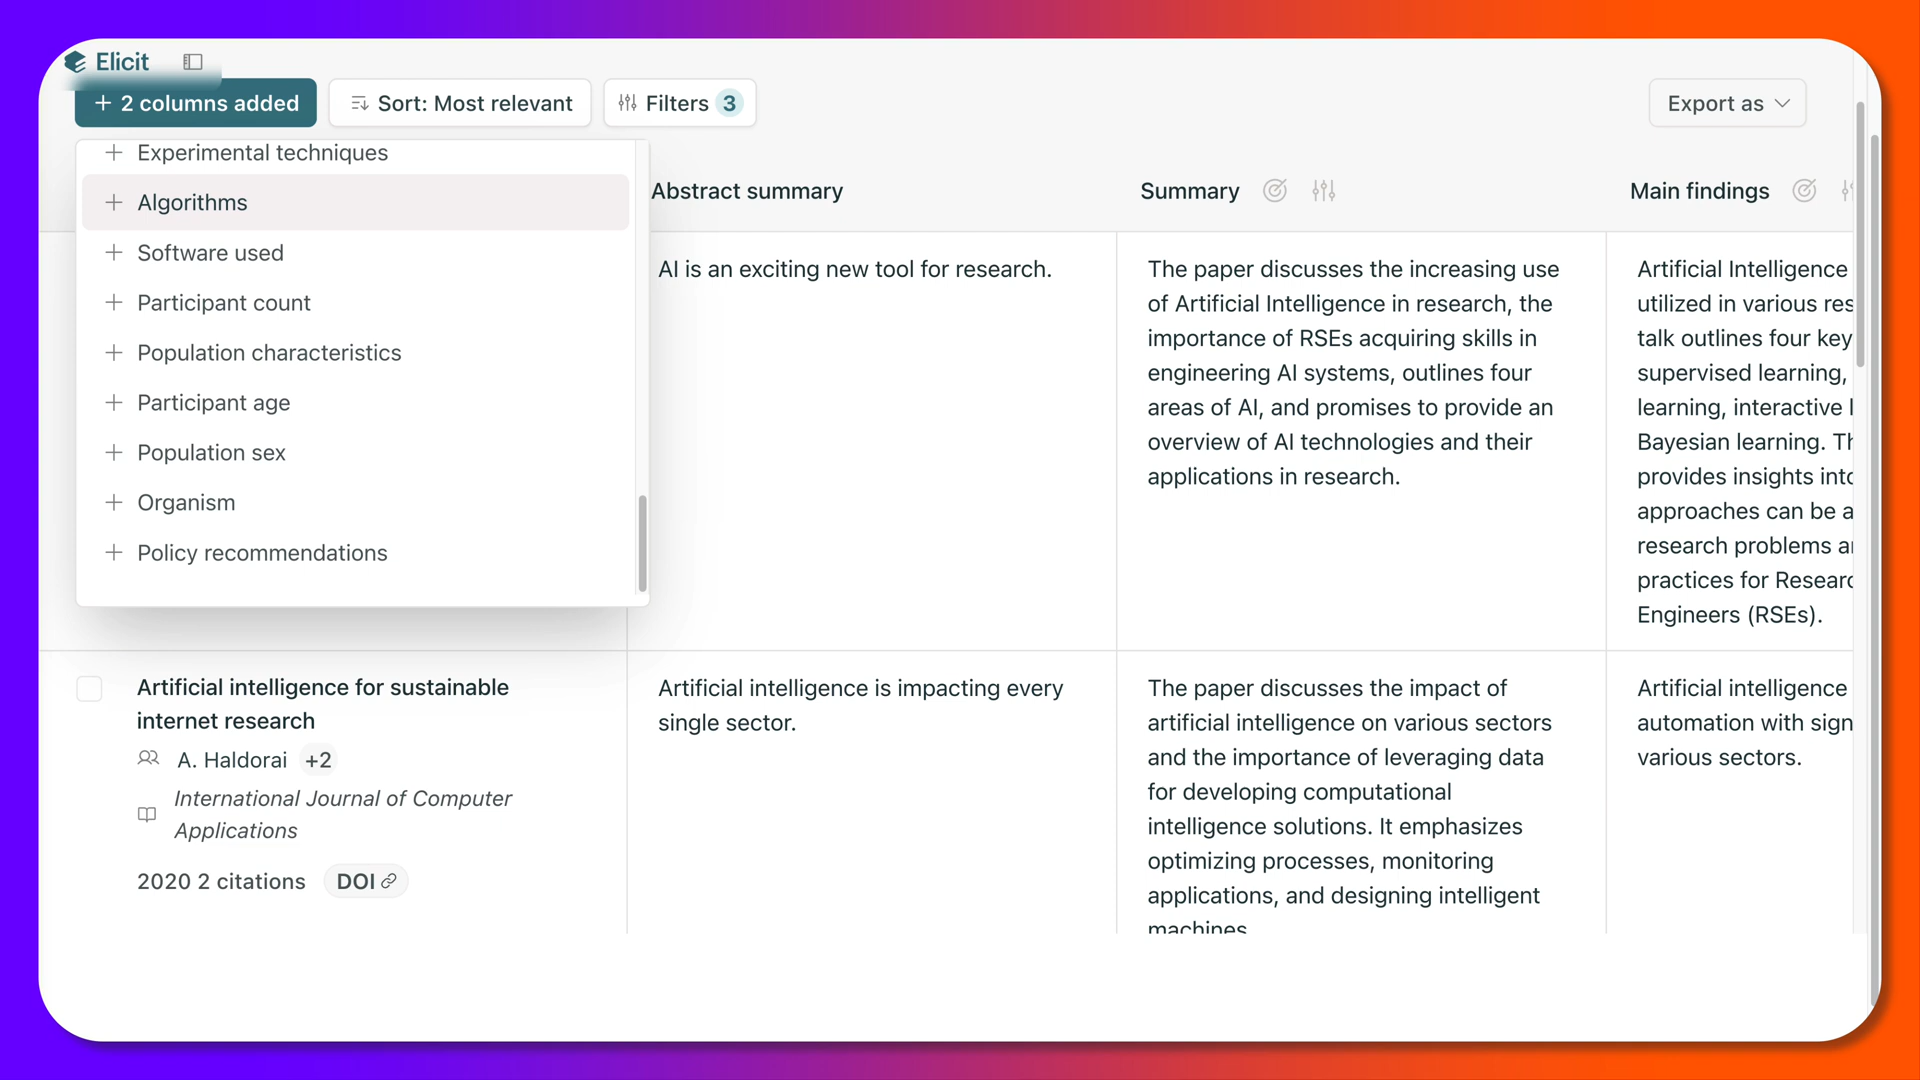 Elicit
+ 2 columns added
Sort: Most relevant
Filters 3
Export as
Experimental techniques
Algorithms
Software used
Participant count
Population characteristics
Participant age
Population sex
Organism
Policy recommendations
Abstract summary
Summary
Main findings
AI is an exciting new tool for research.
The paper discusses the increasing use
of Artificial Intelligence in research, the
importance of RSEs acquiring skills in
engineering AI systems, outlines four
areas of AI, and promises to provide an
overview of AI technologies and their
applications in research.
Artificial Intelligence
utilized in various res
talk outlines four key
supervised learning,
learning, interactive
Bayesian learning. Th
provides insights into
approaches can be a
research problems a
practices for Researc
Engineers (RSEs).
Artificial intelligence for sustainable
internet research
A. Haldorai +2
International Journal of Computer
Applications
2020 2 citations DOI
Artificial intelligence is impacting every
single sector.
The paper discusses the impact of
artificial intelligence on various sectors
and the importance of leveraging data
for developing computational
intelligence solutions. It emphasizes
optimizing processes, monitoring
applications, and designing intelligent
machines.
Artificial intelligence
automation with sign
various sectors.